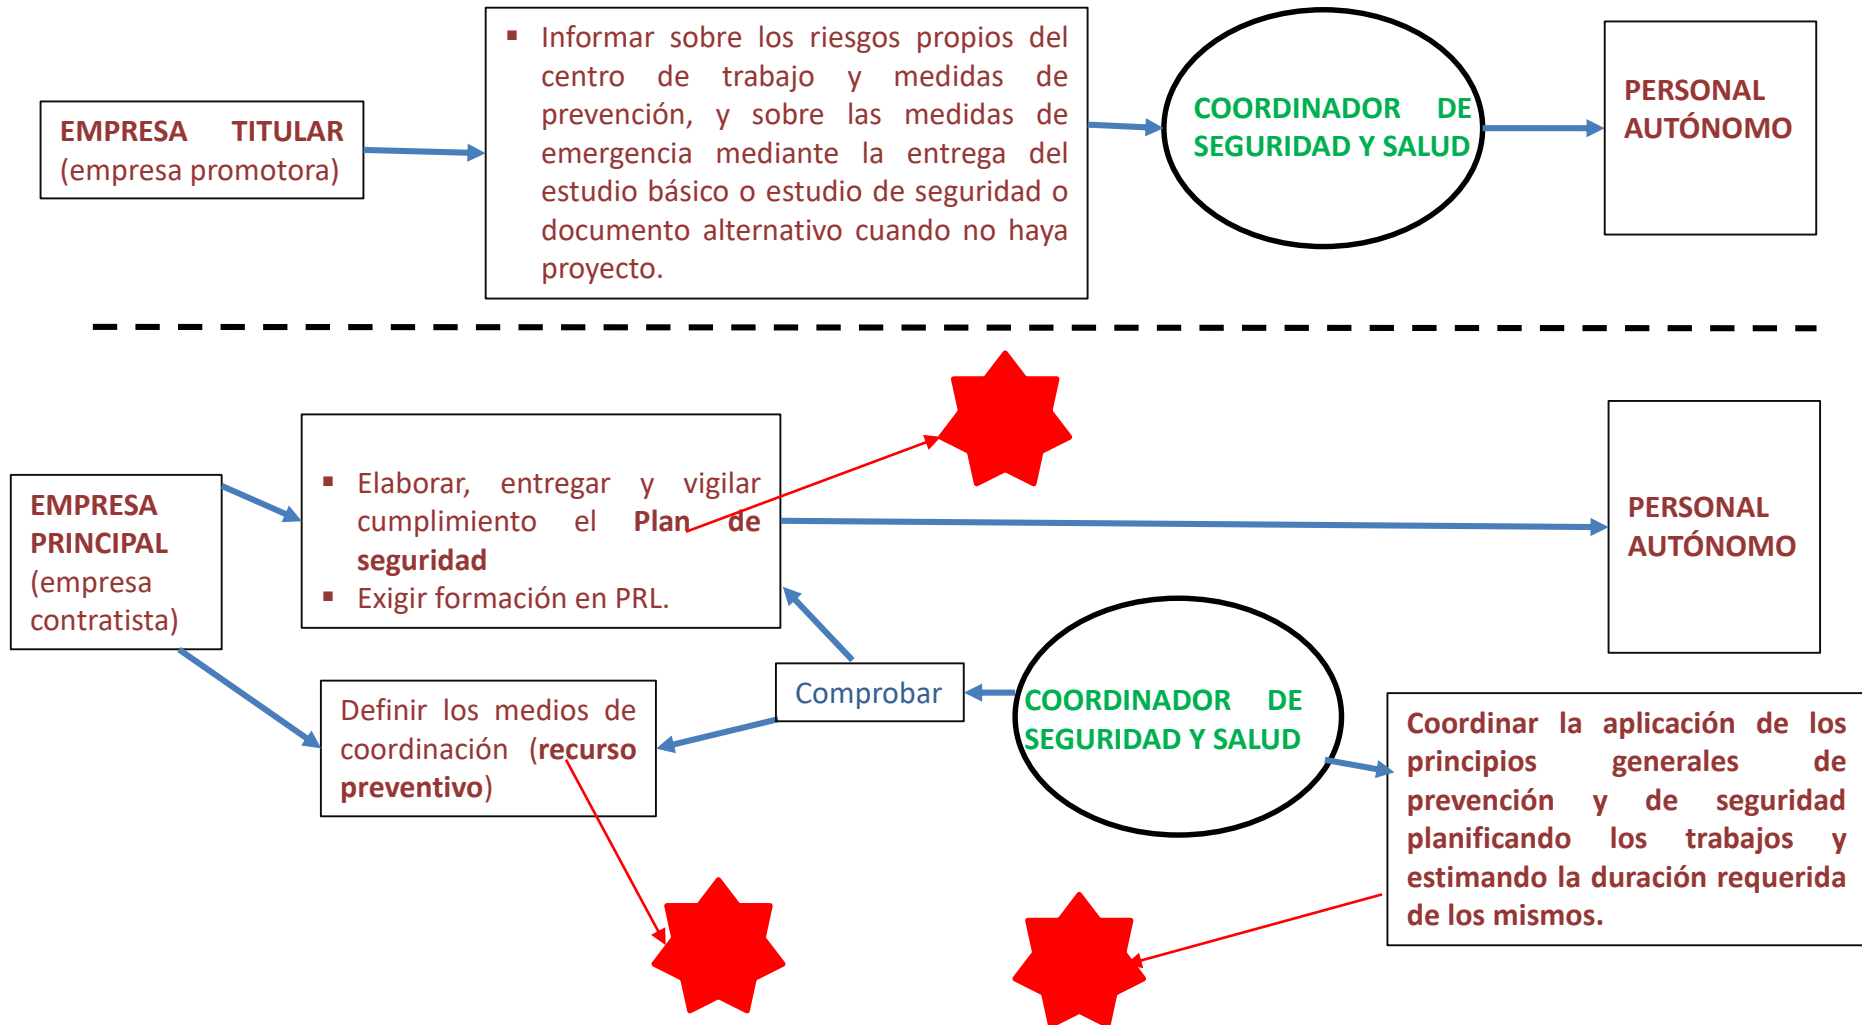 ▪ Informar sobre los riesgos propios del
centro de trabajo y medidas de
prevención, y sobre las medidas de
emergencia mediante la entrega del
estudio básico o estudio de seguridad o
documento alternativo cuando no haya
proyecto.
EMPRESA TITULAR
(empresa promotora)
COORDINADOR DE
SEGURIDAD Y SALUD
PERSONAL
AUTÓNOMO
EMPRESA
PRINCIPAL
(empresa
contratista)
▪ Elaborar, entregar y vigilar
cumplimiento el Plan de
seguridad
▪ Exigir formación en PRL.
PERSONAL
AUTÓNOMO
Definir los medios de
coordinación (recurso
preventivo)
Comprobar
COORDINADOR DE
SEGURIDAD Y SALUD
Coordinar la aplicación de los
principios generales de
prevención y de seguridad
planificando los trabajos y
estimando la duración requerida
de los mismos.